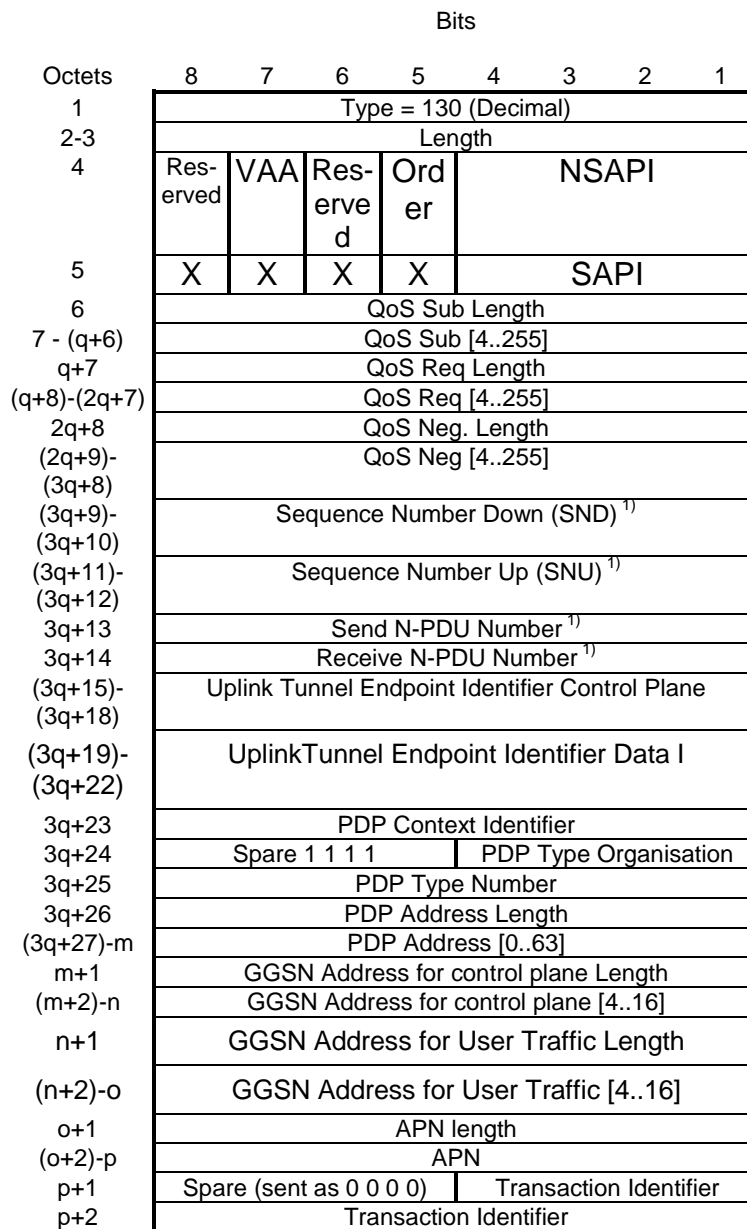 Bits
Octets 8 7 6 5 4 3 2 1
1 Type = 130 (Decimal)
2-3 Length
4 Res- VAA Res- Ord NSAPI
erved erve er
d
5 X X X X SAPI
6 QoS Sub Length
7 - (q+6) QoS Sub [4..255]
q+7 QoS Req Length
(q+8)-(2q+7) QoS Req [4..255]
2q+8 QoS Neg. Length
(2q+9)- QoS Neg [4..255]
(3q+8)
(3q+9)- Sequence Number Down (SND) 1)
(3q+10)
(3q+11)- Sequence Number Up (SNU) 1)
(3q+12)
3q+13 Send N-PDU Number 1)
3q+14 Receive N-PDU Number 1)
(3q+15)- Uplink Tunnel Endpoint Identifier Control Plane
(3q+18)
(3q+19)- UplinkTunnel Endpoint Identifier Data I
(3q+22)
3q+23 PDP Context Identifier
3q+24 Spare 1 1 1 1 PDP Type Organisation
3q+25 PDP Type Number
3q+26 PDP Address Length
(3q+27)-m PDP Address [0..63]
m+1 GGSN Address for control plane Length
(m+2)-n GGSN Address for control plane [4..16]
n+1 GGSN Address for User Traffic Length
(n+2)-o GGSN Address for User Traffic [4..16]
o+1 APN length
(o+2)-p APN
p+1 Spare (sent as 0 0 0 0) Transaction Identifier
p+2 Transaction Identifier